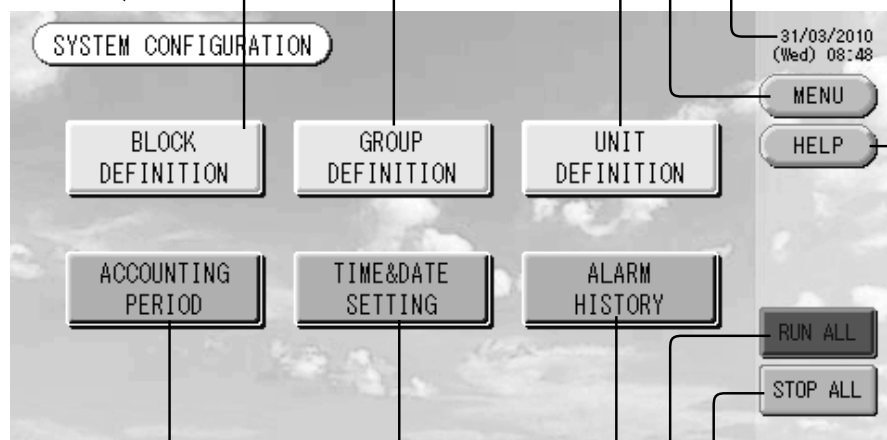 SYSTEM CONFIGURATION
31/03/2010
(Wed) 08:48
MENU
HELP
BLOCK
DEFINITION
GROUP
DEFINITION
UNIT
DEFINITION
ACCOUNTING
PERIOD
TIME&DATE
SETTING
ALARM
HISTORY
RUN ALL
STOP ALL